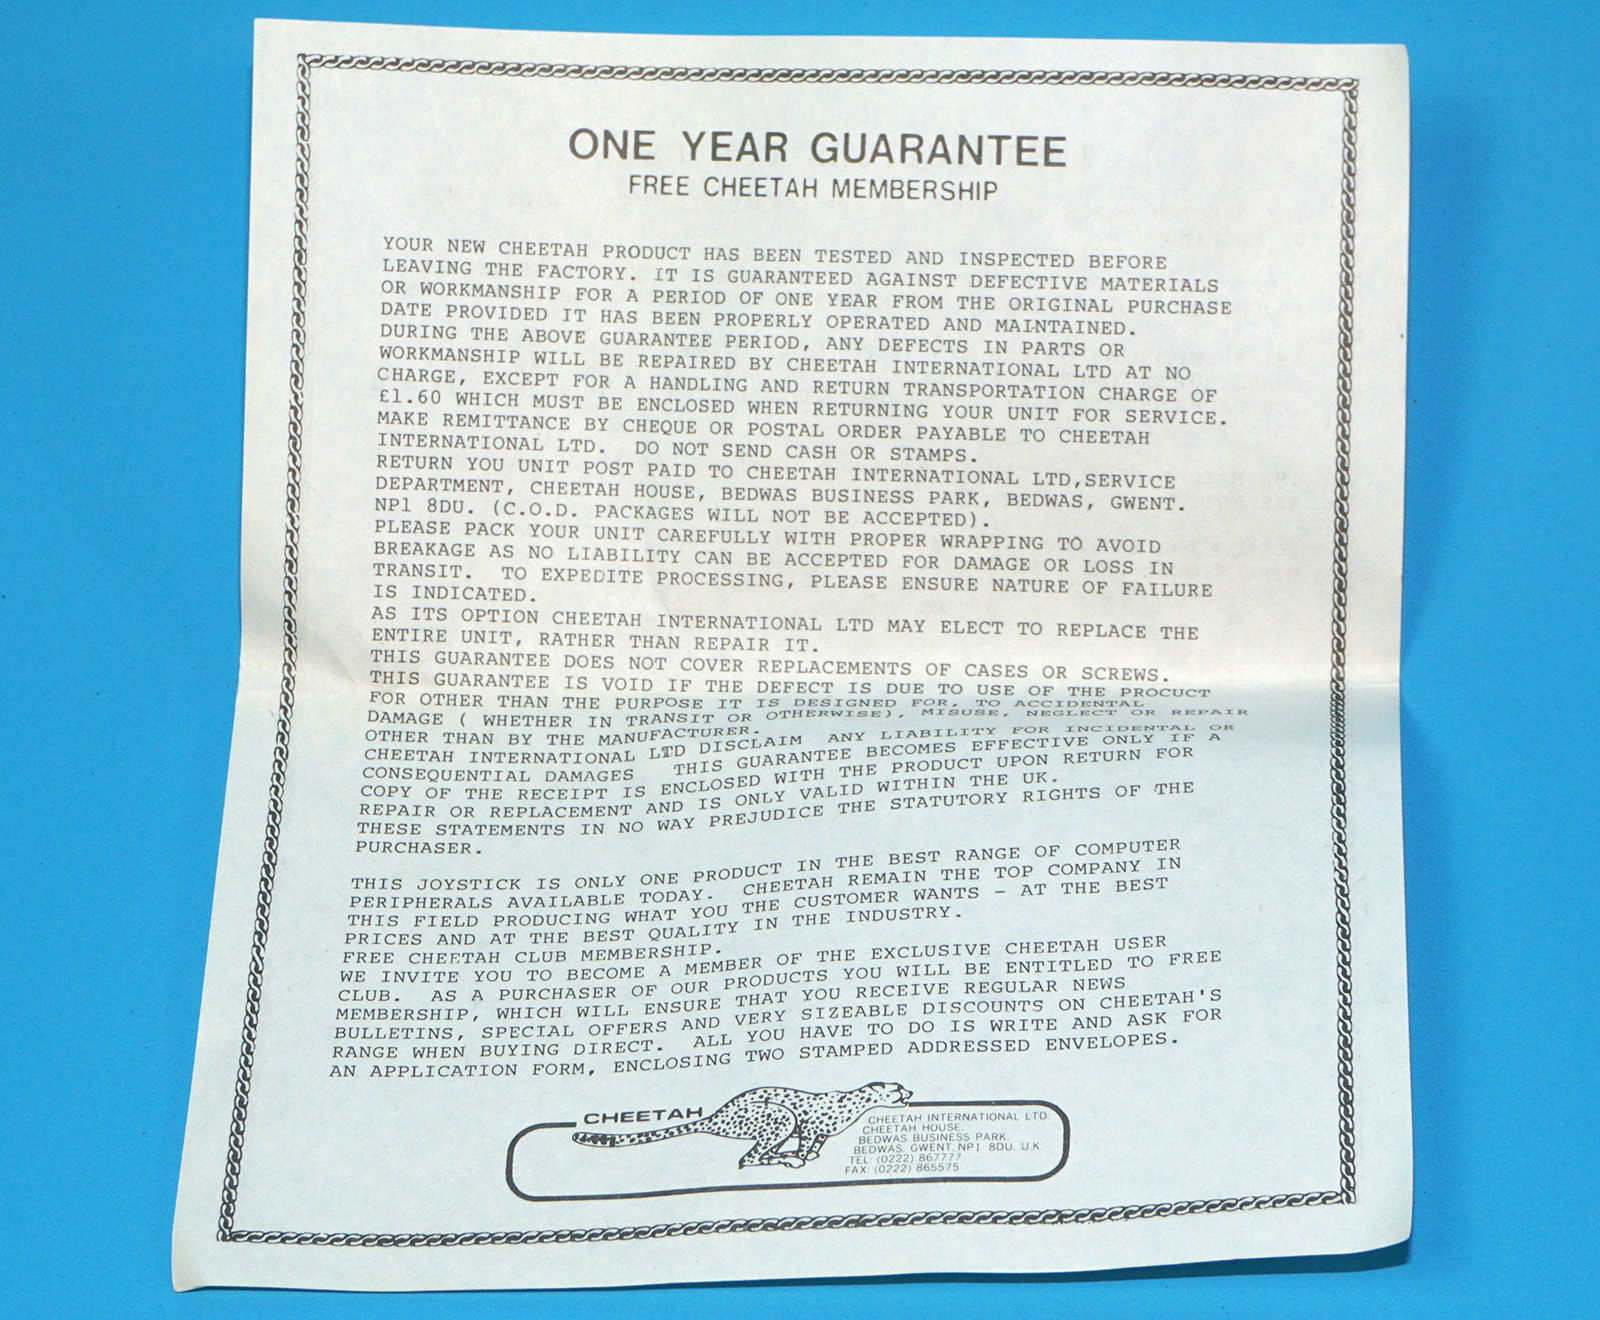 ONE YEAR GUARANTEE
FREE CHEETAH MEMBERSHIP
YOUR NEW CHEETAH PRODUCT HAS BEEN TESTED AND INSPECTED BEFORE
LEAVING THE FACTORY. IT IS GUARANTEED AGAINST DEFECTIVE MATERIALS
OR WORKMANSHIP FOR A PERIOD OF ONE YEAR FROM THE ORIGINAL PURCHASE
DATE PROVIDED IT HAS BEEN PROPERLY OPERATED AND MAINTAINED.
DURING THE ABOVE GUARANTEE PERIOD, ANY DEFECTS IN PARTS OR
WORKMANSHIP WILL BE REPAIRED BY CHEETAH INTERNATIONAL LTD AT NO
CHARGE, EXCEPT FOR A HANDLING AND RETURN TRANSPORTATION CHARGE OF
£1.60 WHICH MUST BE ENCLOSED WHEN RETURNING YOUR UNIT FOR SERVICE.
MAKE REMITTANCE BY CHEQUE OR POSTAL ORDER PAYABLE TO CHEETAH
INTERNATIONAL LTD. DO NOT SEND CASH OR STAMPS.
RETURN YOU UNIT POST PAID TO CHEETAH INTERNATIONAL LTD,SERVICE
DEPARTMENT, CHEETAH HOUSE, BEDWAS BUSINESS PARK, BEDWAS, GWENT.
NP1 8DU. (C.O.D. PACKAGES WILL NOT BE ACCEPTED).
PLEASE PACK YOUR UNIT CAREFULLY WITH PROPER WRAPPING TO AVOID
BREAKAGE AS NO LIABILITY CAN BE ACCEPTED FOR DAMAGE OR LOSS IN
TRANSIT. TO EXPEDITE PROCESSING, PLEASE ENSURE NATURE OF FAILURE
IS INDICATED.
AS ITS OPTION CHEETAH INTERNATIONAL LTD MAY ELECT TO REPLACE THE
ENTIRE UNIT, RATHER THAN REPAIR IT.
THIS GUARANTEE DOES NOT COVER REPLACEMENTS OF CASES OR SCREWS.
THIS GUARANTEE IS VOID IF THE DEFECT IS DUE TO USE OF THE PROCUCT
FOR OTHER THAN THE PURPOSE IT IS DESIGNED FOR, TO ACCIDENTAL
DAMAGE ( WHETHER IN TRANSIT OR OTHERWISE), MISUSE, NEGLECT OR REPAIR
OTHER THAN BY THE MANUFACTURER.
CHEETAH INTERNATIONAL LTD DISCLAIM ANY LIABILITY FOR INCIDENTAL OR
CONSEQUENTIAL DAMAGES THIS GUARANTEE BECOMES EFFECTIVE ONLY IF A
COPY OF THE RECEIPT IS ENCLOSED WITH THE PRODUCT UPON RETURN FOR
REPAIR OR REPLACEMENT AND IS ONLY VALID WITHIN THE UK.
THESE STATEMENTS IN NO WAY PREJUDICE THE STATUTORY RIGHTS OF THE
PURCHASER.
THIS JOYSTICK IS ONLY ONE PRODUCT IN THE BEST RANGE OF COMPUTER
PERIPHERALS AVAILABLE TODAY. CHEETAH REMAIN THE TOP COMPANY IN
THIS FIELD PRODUCING WHAT YOU THE CUSTOMER WANTS - AT THE BEST
PRICES AND AT THE BEST QUALITY IN THE INDUSTRY.
FREE CHEETAH CLUB MEMBERSHIP.
WE INVITE YOU TO BECOME A MEMBER OF THE EXCLUSIVE CHEETAH USER
CLUB. AS A PURCHASER OF OUR PRODUCTS YOU WILL BE ENTITLED TO FREE
MEMBERSHIP, WHICH WILL ENSURE THAT YOU RECEIVE REGULAR NEWS
BULLETINS, SPECIAL OFFERS AND VERY SIZEABLE DISCOUNTS ON CHEETAH'S
RANGE WHEN BUYING DIRECT. ALL YOU HAVE TO DO IS WRITE AND ASK FOR
AN APPLICATION FORM, ENCLOSING TWO STAMPED ADDRESSED ENVELOPES.
CHEETAH
CHEETAH INTERNATIONAL LTD
CHEETAH HOUSE,
BEDWAS BUSINESS PARK,
BEDWAS, GWENT. NP1 8DU. U.K.
TEL: (0222) 867777
FAX: (0222) 865575